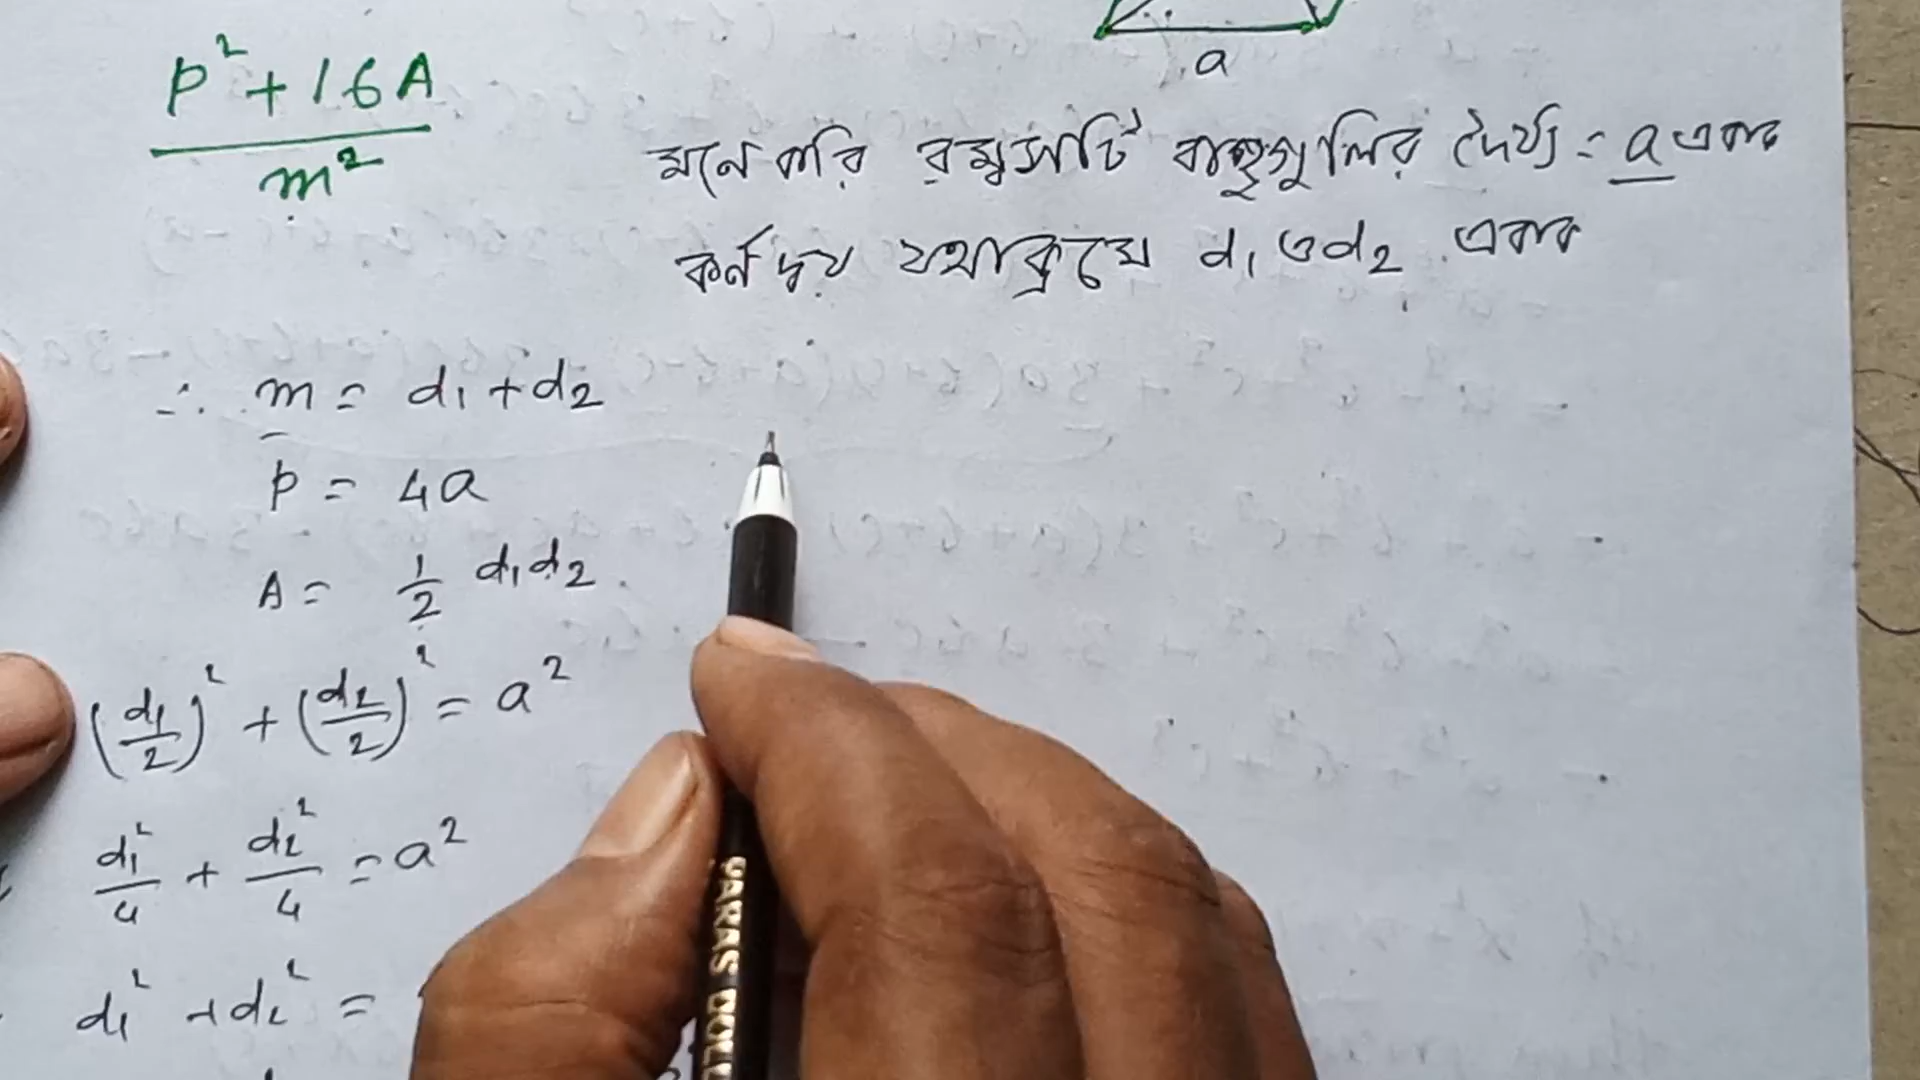 p² + 16A
m²
a
মনে করি রম্বসটি বাহুগুলির দৈর্ঘ্য = a একক
কর্নদ্বয় যথাক্রমে d₁ ও d₂ একক
∴ m = d₁ + d₂
p = 4a
A = 1/2 d₁d₂
(d₁/2)² + (d₂/2)² = a²
d₁²/4 + d₂²/4 = a²
d₁² + d₂² =